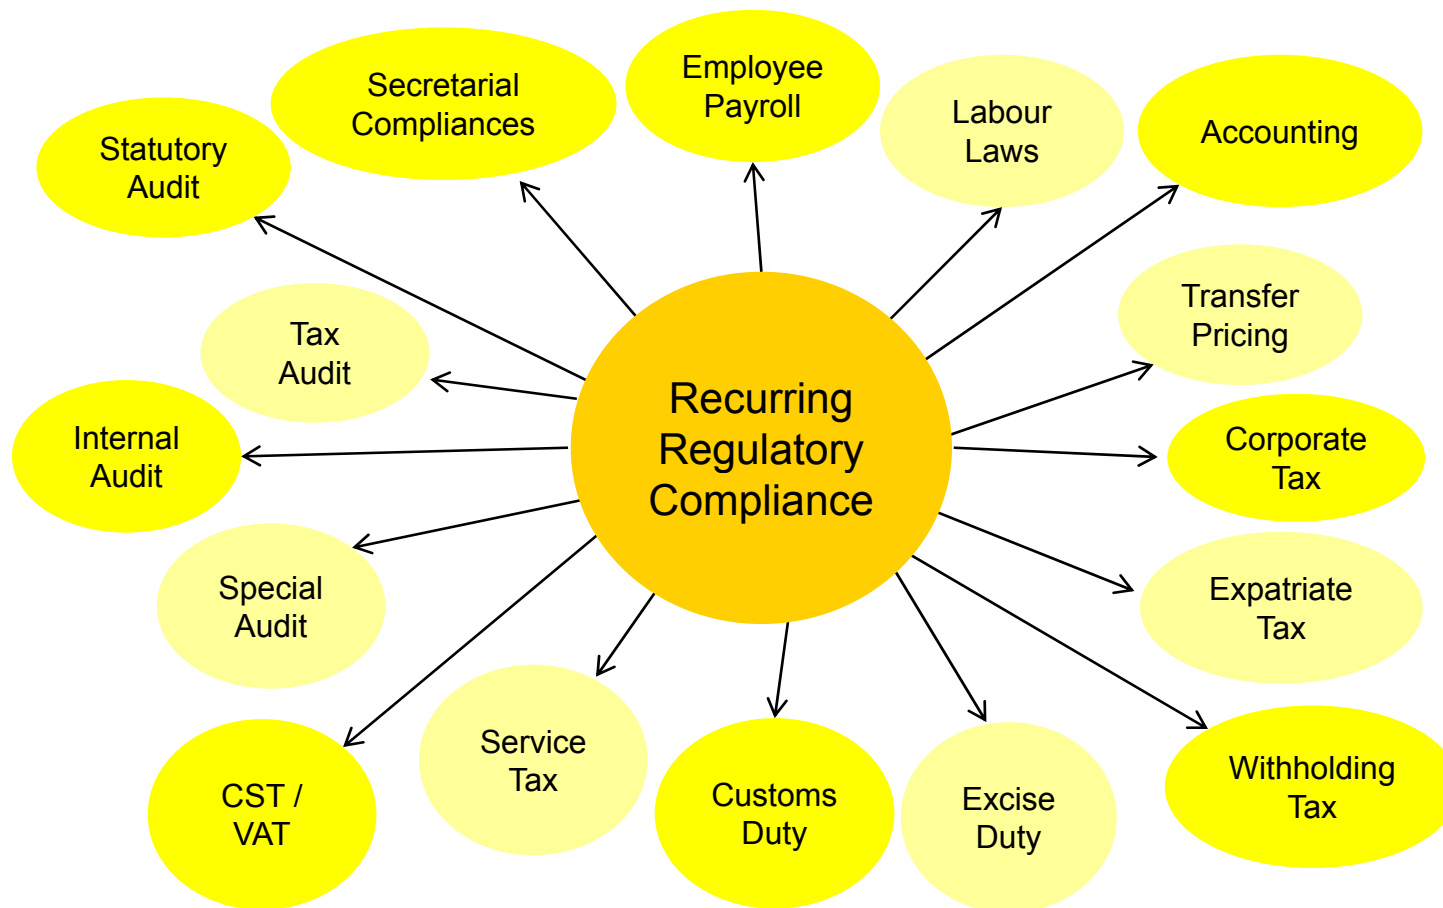 Employee
Payroll
Secretarial
Compliances
Labour
Laws
Accounting
Statutory
Audit
Transfer
Pricing
Tax
Audit
Recurring
Regulatory
Compliance
Internal
Audit
Corporate
Tax
Special
Audit
Expatriate
Tax
Service
Tax
Withholding
Tax
CST /
VAT
Customs
Duty
Excise
Duty